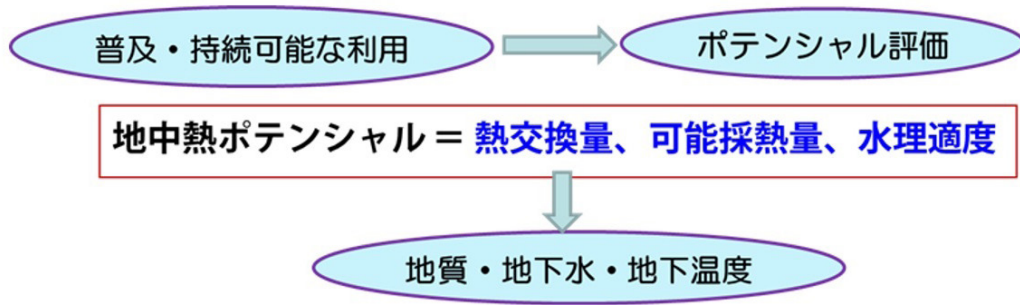 普及・持続可能な利用
ポテンシャル評価
地中熱ポテンシャル = 熱交換量、可能採熱量、水理適度
地質・地下水・地下温度